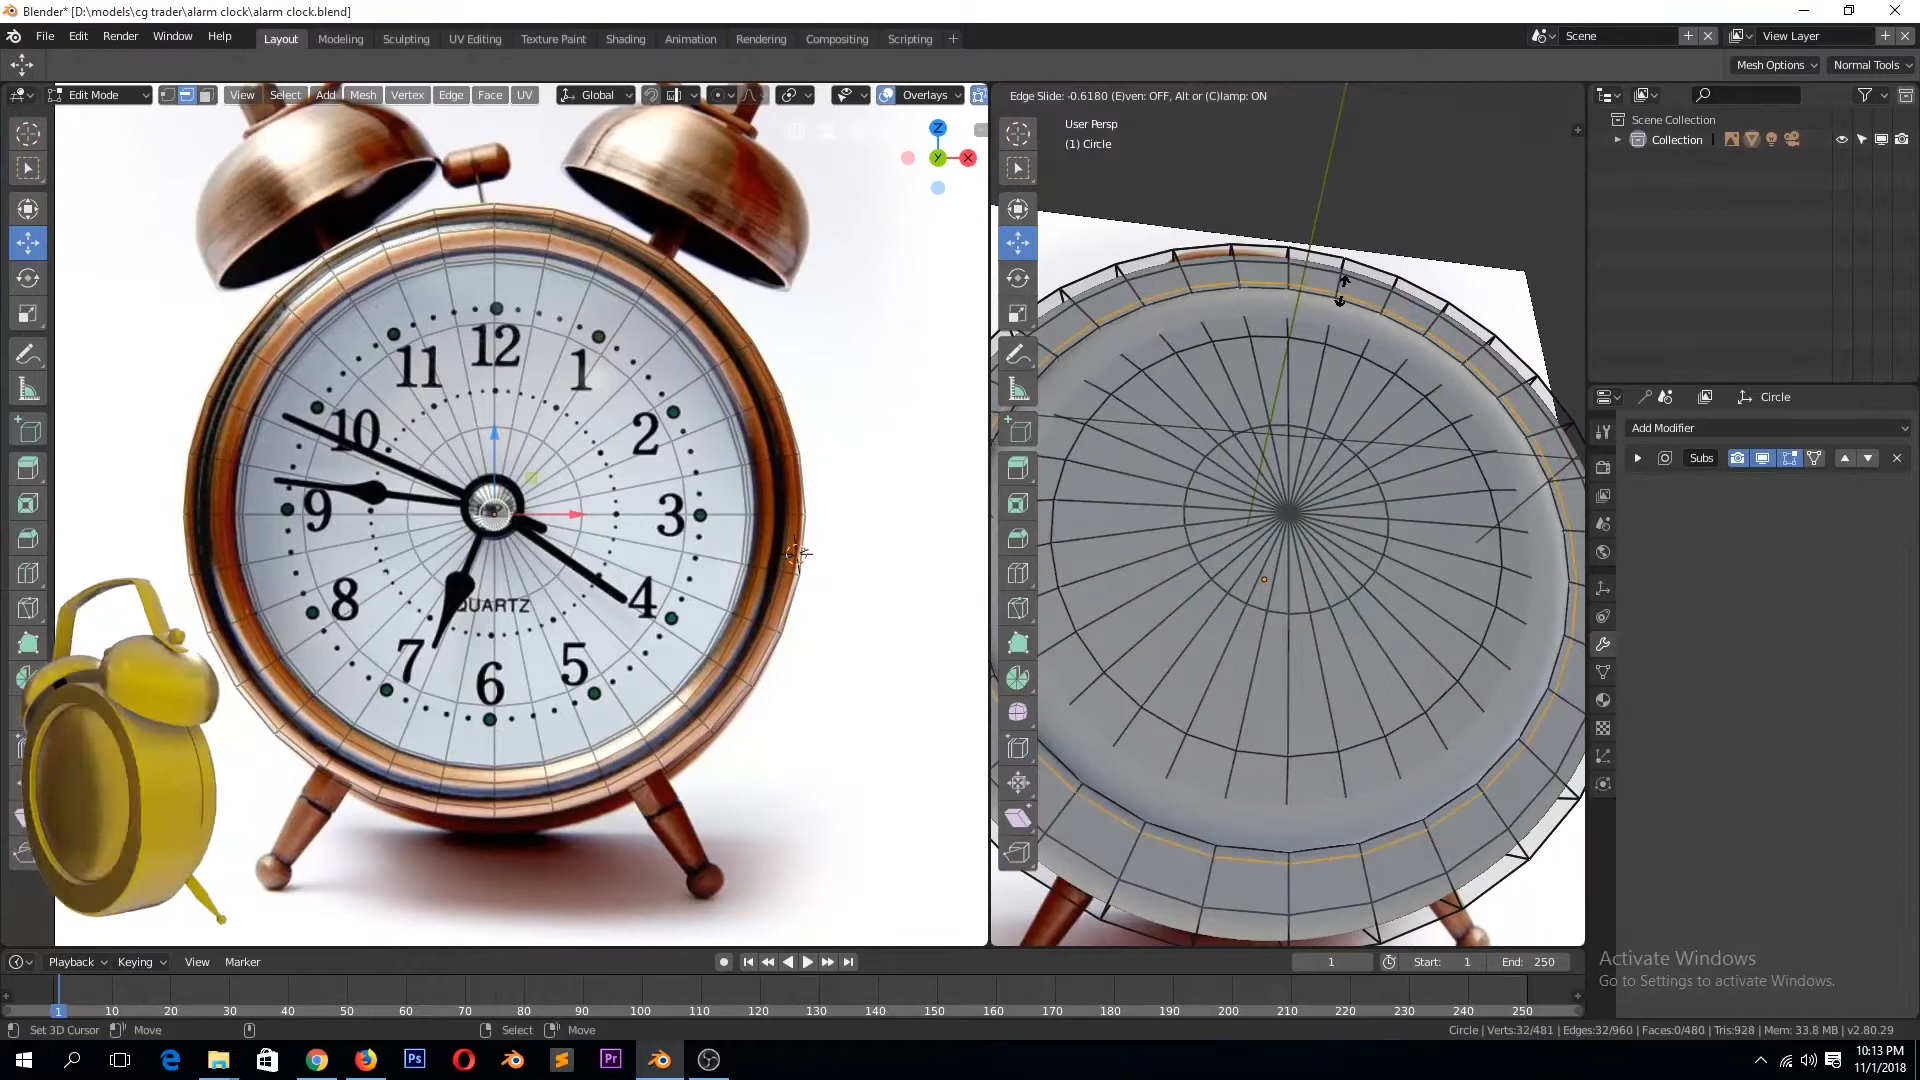 Blender* [D:\models\cg trader\alarm clock\alarm clock.blend]
File Edit Render Window Help Layout Modeling Sculpting UV Editing Texture Paint Shading Animation Rendering Compositing Scripting Scene View Layer
Mesh Options Normal Tools
Edit Mode View Select Add Mesh Vertex Edge Face UV Global Overlays
Edge Slide: -0.6180 (E)ven: OFF, Alt or (C)lamp: ON
User Persp
(1) Circle
Scene Collection
Collection
Z
Y
X
12
11
1
10
2
9
3
8
4
QUARTZ
7
5
6
Circle
Add Modifier
Subs
Playback Keying View Marker 1 Start: 1 End: 250
1 10 20 30 40 50 60 70 80 90 100 110 120 130 140 150 160 170 180 190 200 210 220 230 240 250
Set 3D Cursor Move Select Move Circle | Verts:32/481 | Edges:32/960 | Faces:0/480 | Tris:928 | Mem: 33.8 MB | v2.80.29
Activate Windows
Go to Settings to activate Windows.
Ps
Pr
10:13 PM
11/1/2018